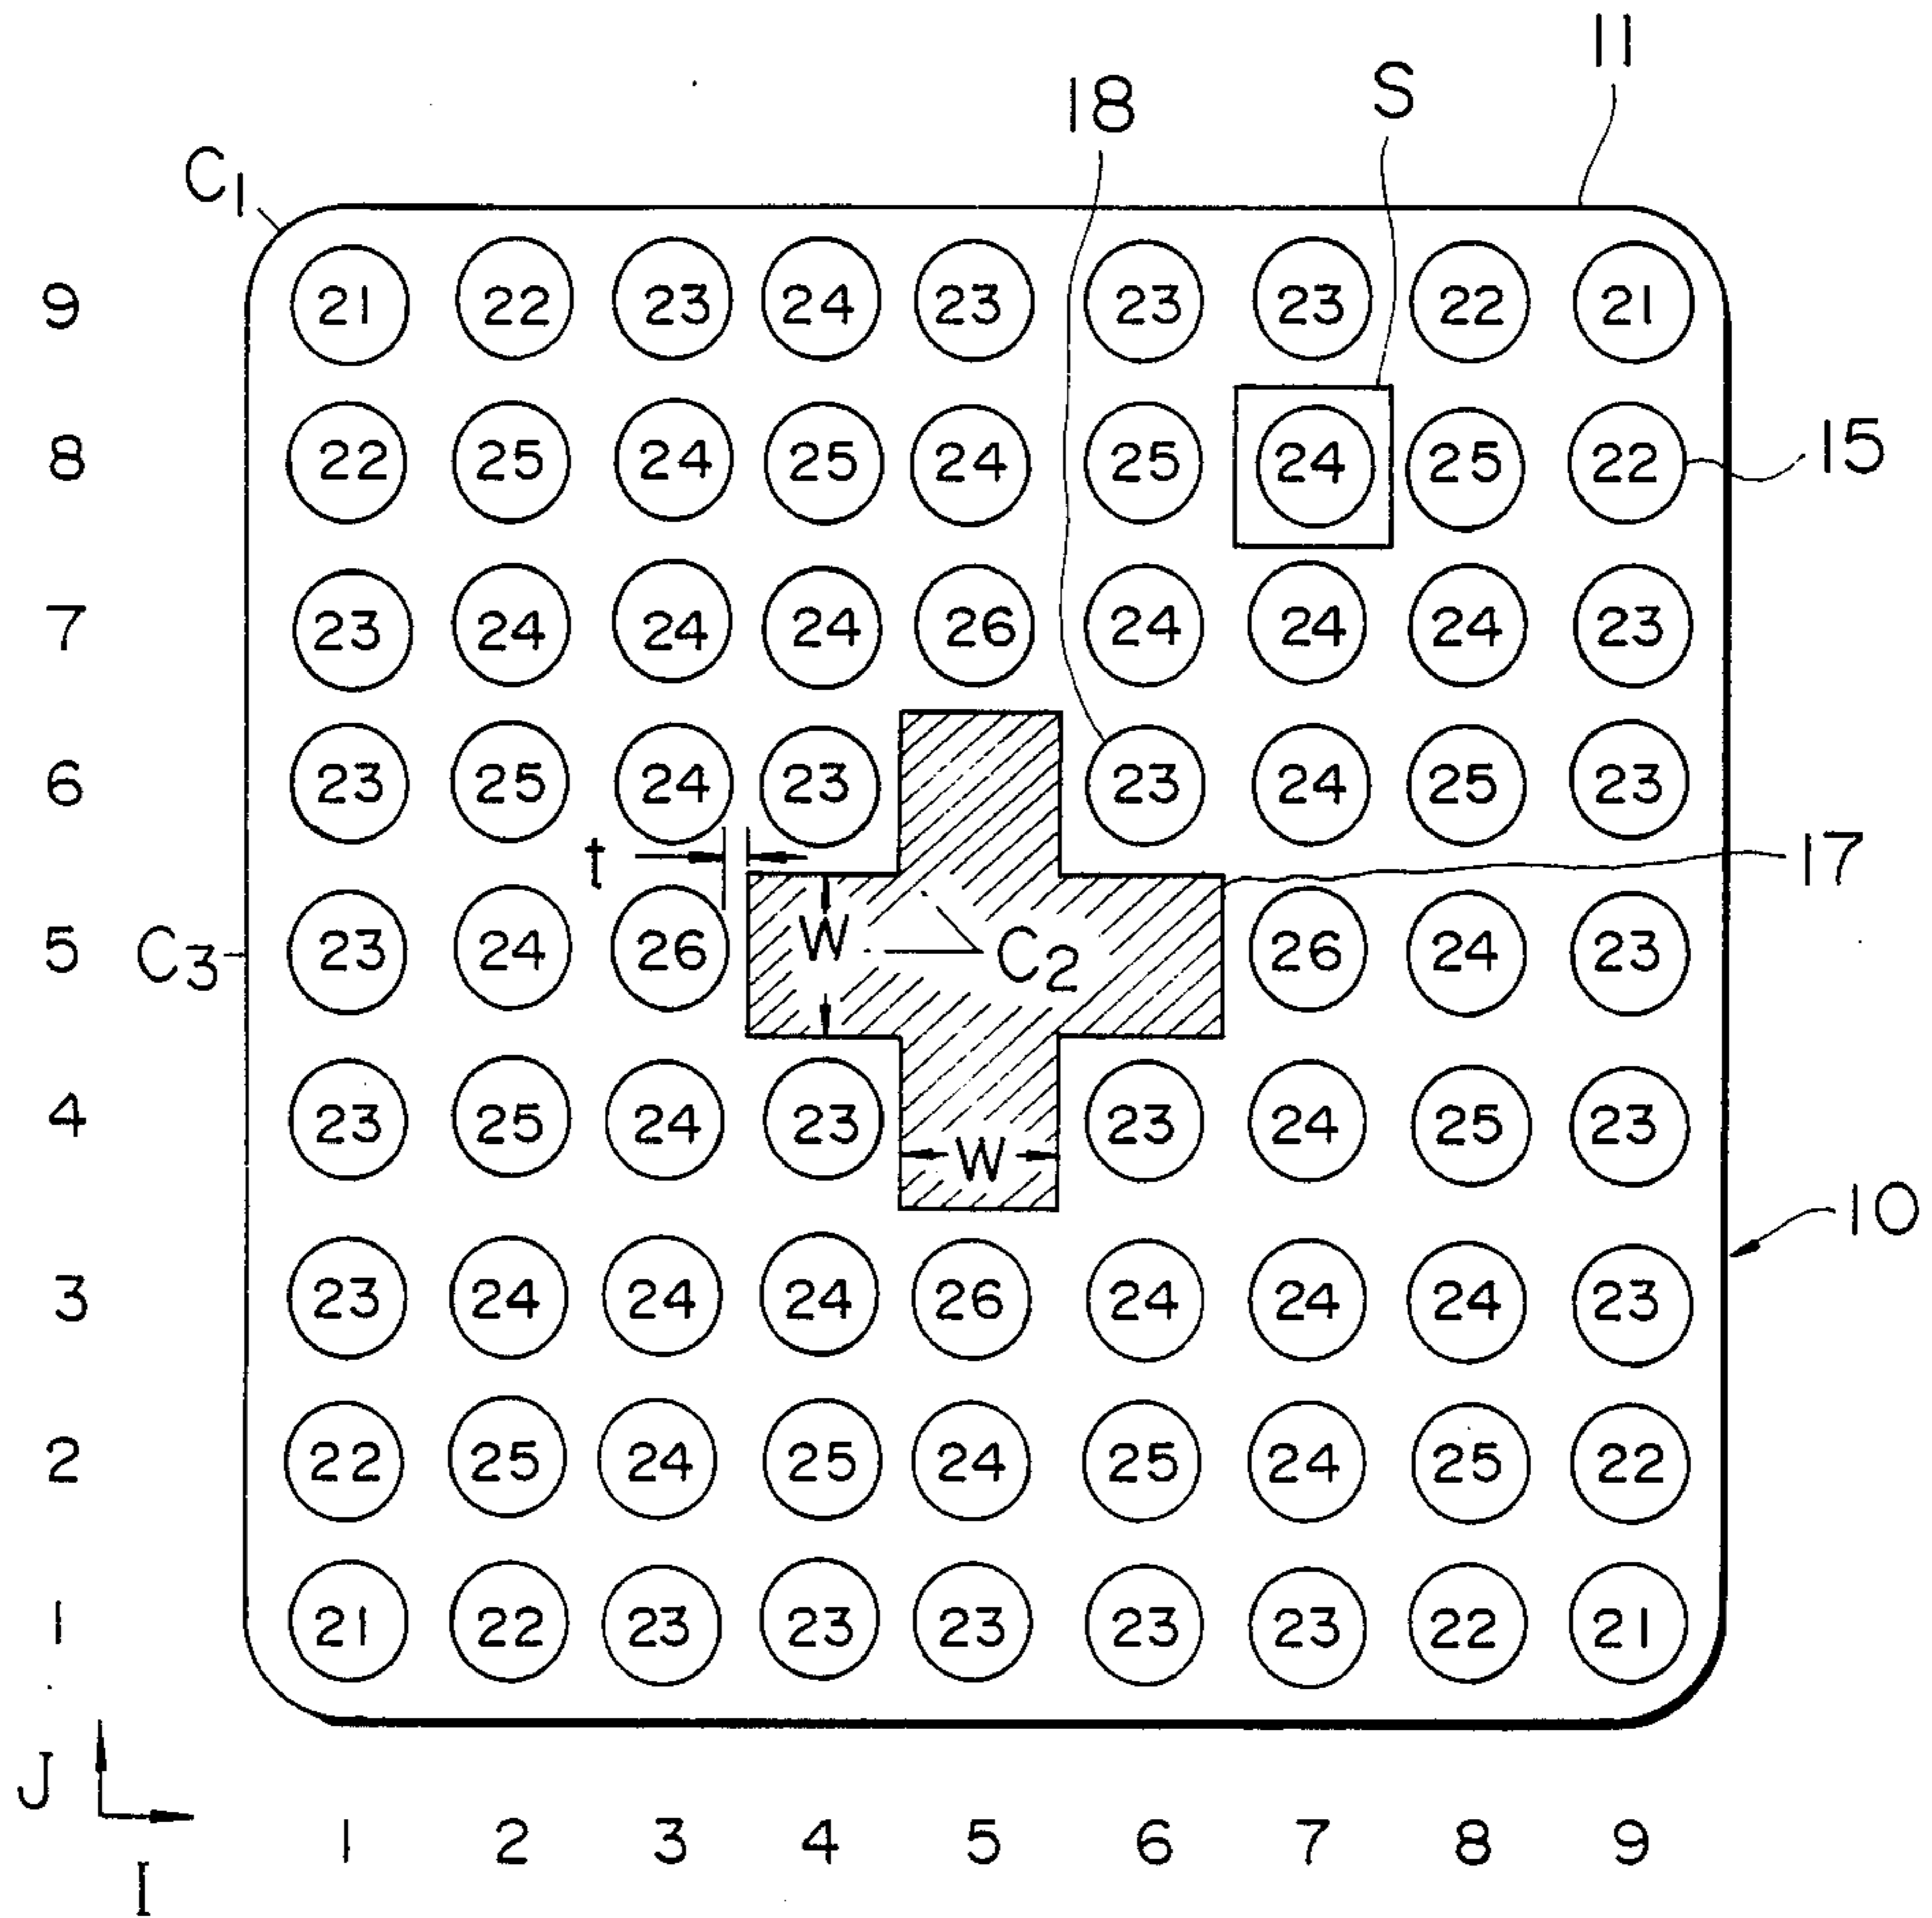 11
S
18
C1
9 21 22 23 24 23 23 23 22 21
8 22 25 24 25 24 25 24 25 22 15
7 23 24 24 24 26 24 24 24 23
6 23 25 24 23 23 24 25 23
t 17
5 C3 23 24 26 W C2 26 24 23
4 23 25 24 23 23 24 25 23
W
10
3 23 24 24 24 26 24 24 24 23
2 22 25 24 25 24 25 24 25 22
1 21 22 23 23 23 23 23 22 21
J
1 2 3 4 5 6 7 8 9
I